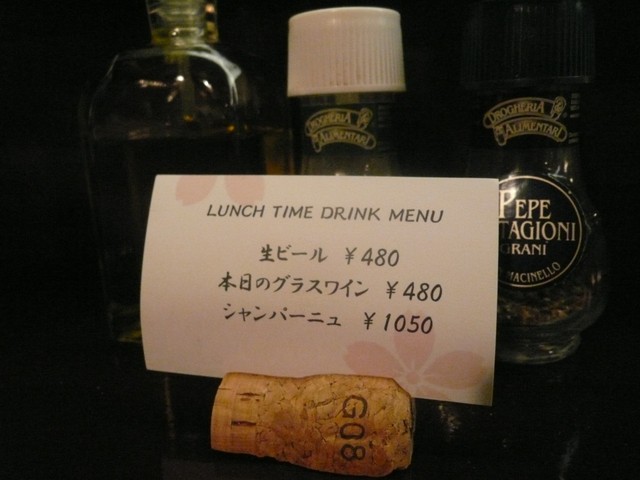 DROGHERIA
& ALIMENTARI
DROGHERIA
& ALIMENTARI
LUNCH TIME DRINK MENU
生ビール ¥480
本日のグラスワイン ¥480
シャンパーニュ ¥1050
PEPE
TAGIONI
GRANI
MACINELLO
G08